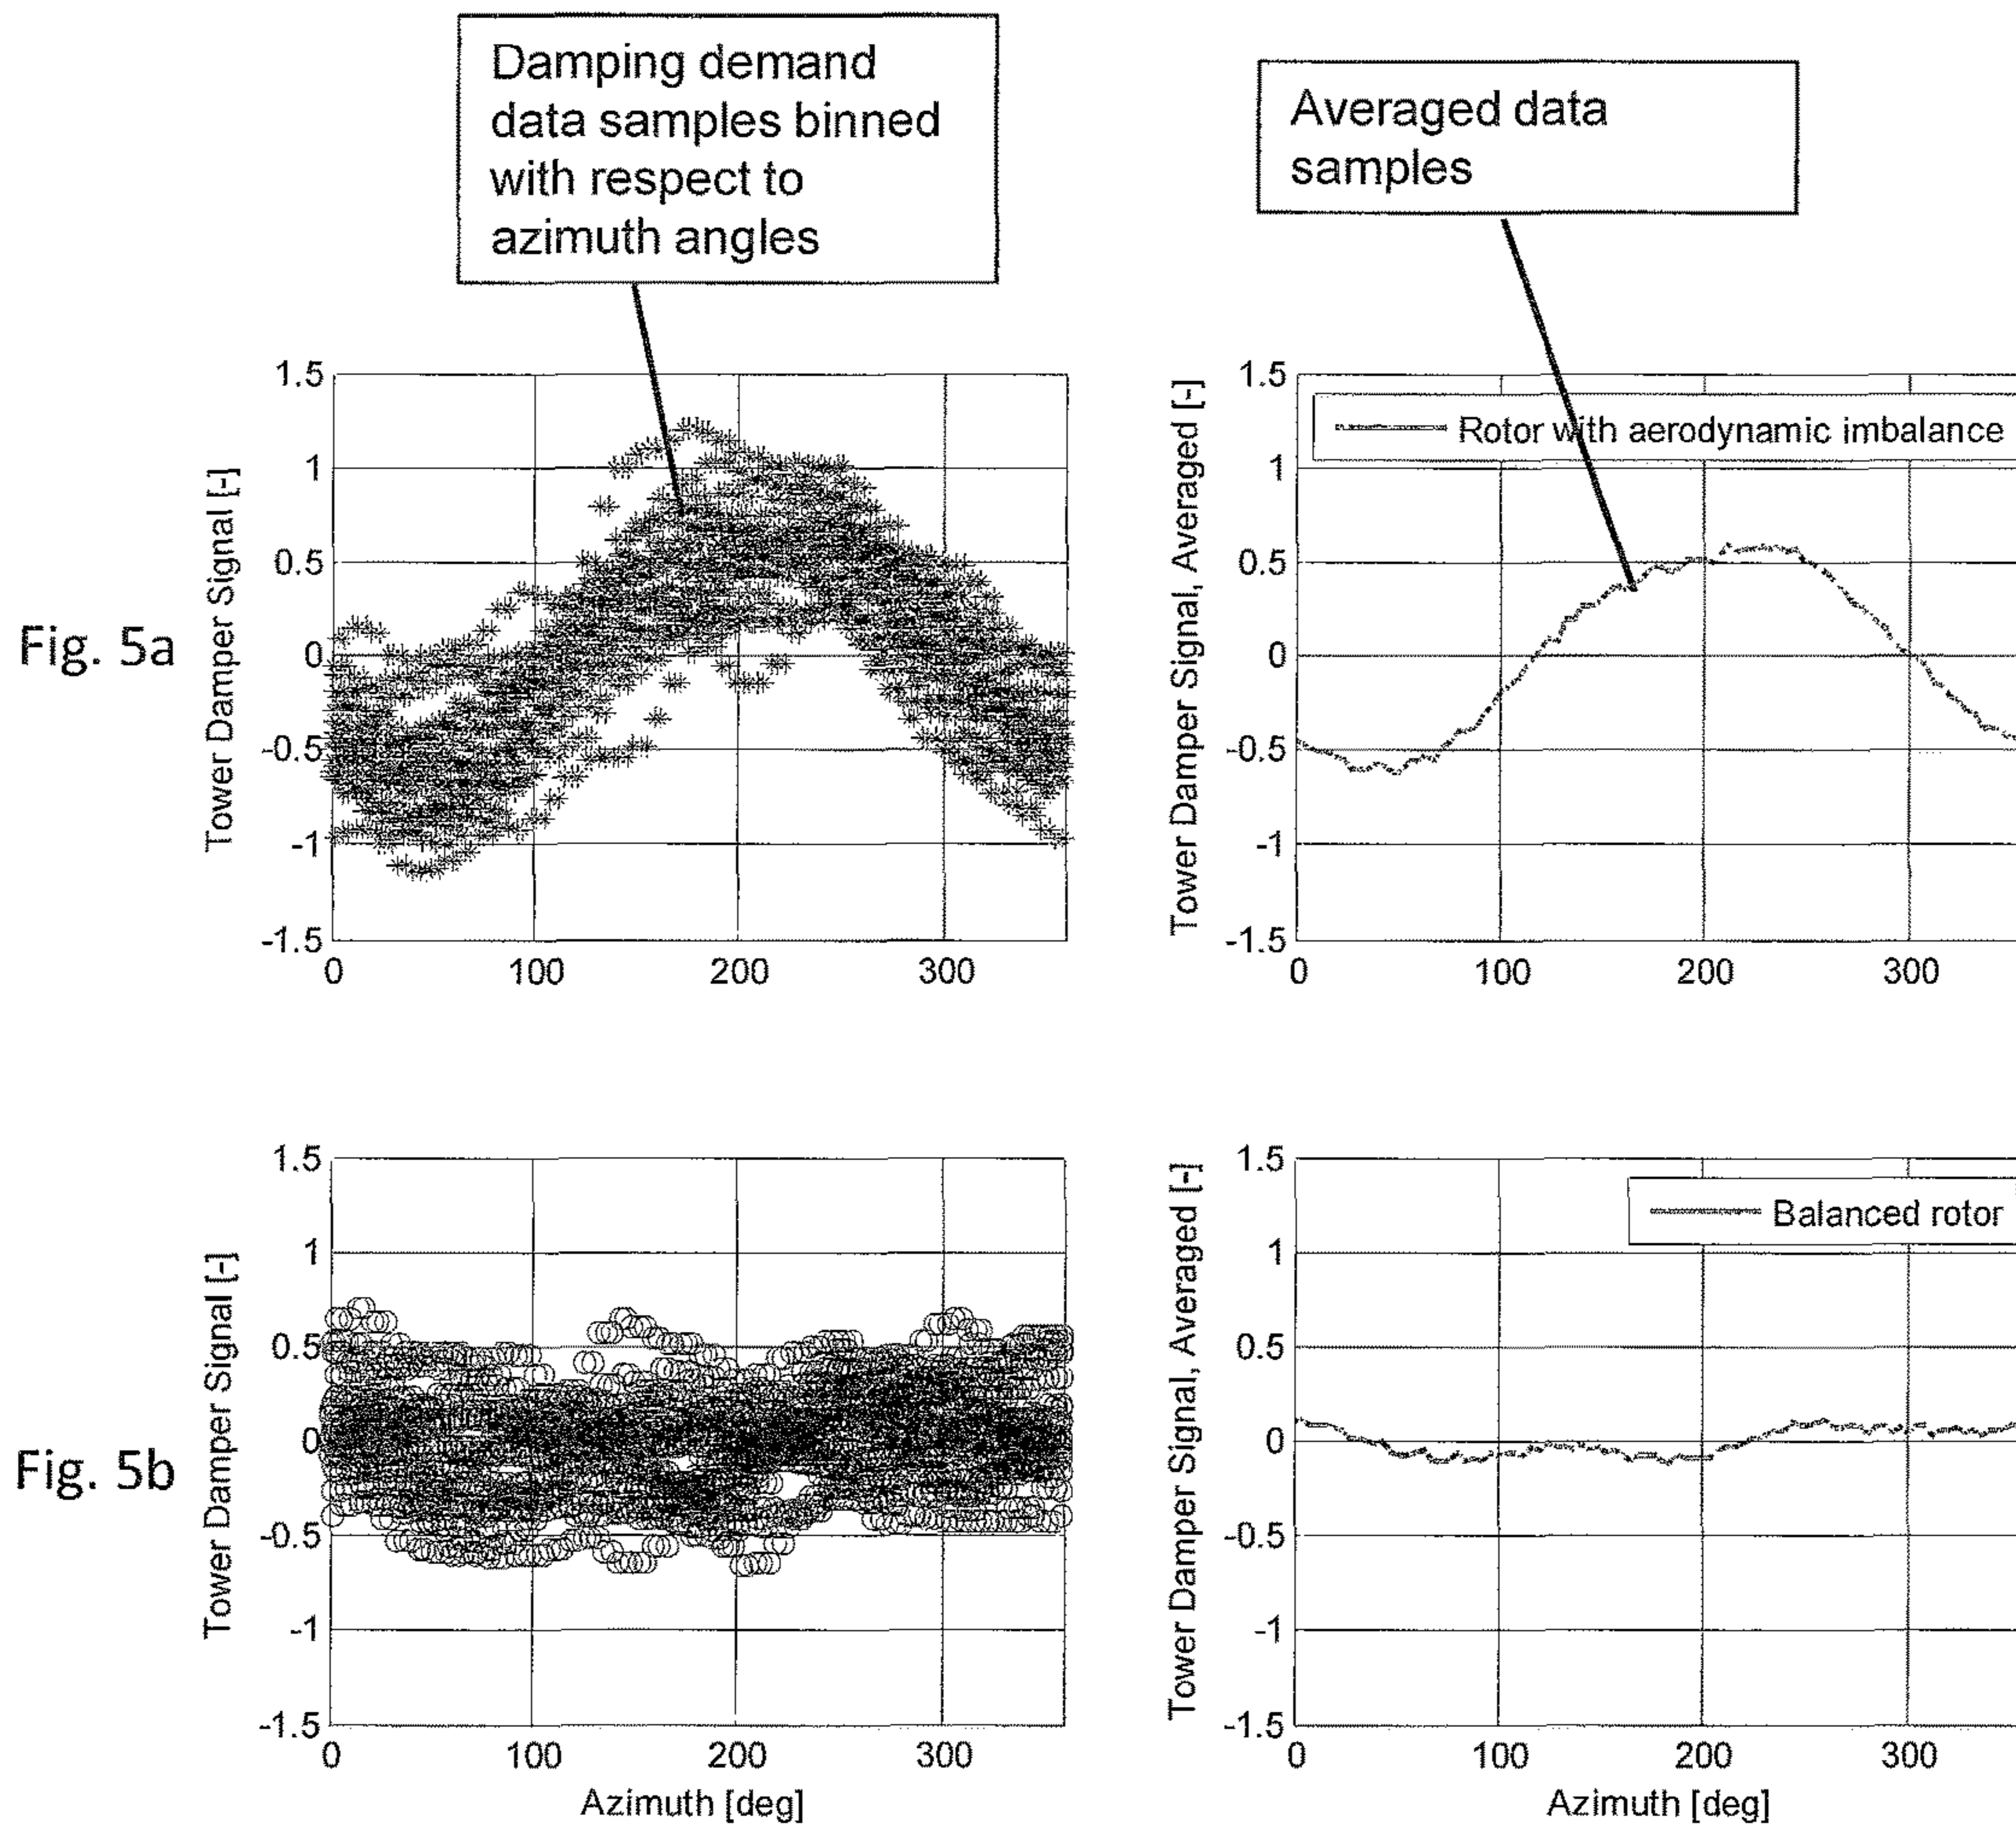 Damping demand
data samples binned
with respect to
azimuth angles
Averaged data
samples
Fig. 5a
Tower Damper Signal [-]
1.5
1
0.5
0
-0.5
-1
-1.5
0 100 200 300
Tower Damper Signal, Averaged [-]
1.5
1
0.5
0
-0.5
-1
-1.5
0 100 200 300
Rotor with aerodynamic imbalance
Fig. 5b
Tower Damper Signal [-]
1.5
1
0.5
0
-0.5
-1
-1.5
0 100 200 300
Azimuth [deg]
Tower Damper Signal, Averaged [-]
1.5
1
0.5
0
-0.5
-1
-1.5
0 100 200 300
Azimuth [deg]
Balanced rotor